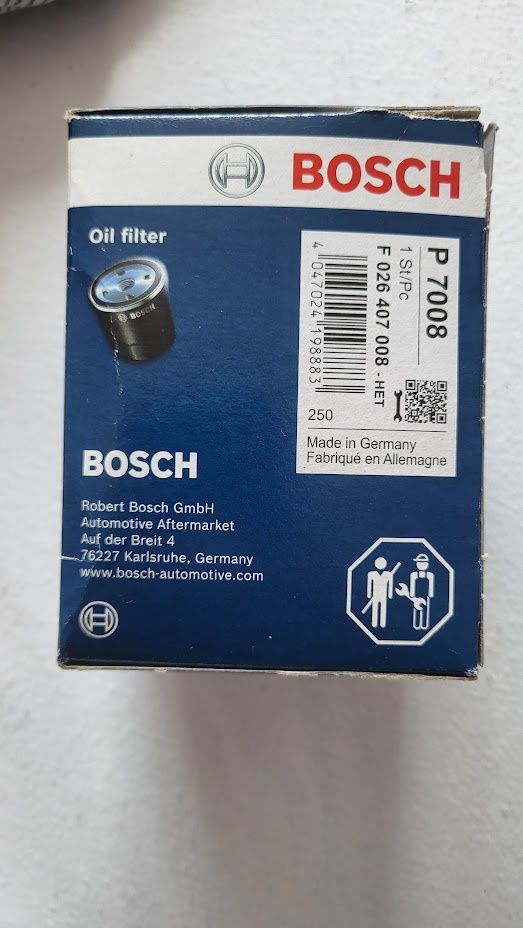 BOSCH
Oil filter
BOSCH
P 7008
1 St/Pc
F 026 407 008 - HET
4 047024 198883
250
Made in Germany
Fabriqué en Allemagne
BOSCH
Robert Bosch GmbH
Automotive Aftermarket
Auf der Breit 4
76227 Karlsruhe, Germany
www.bosch-automotive.com